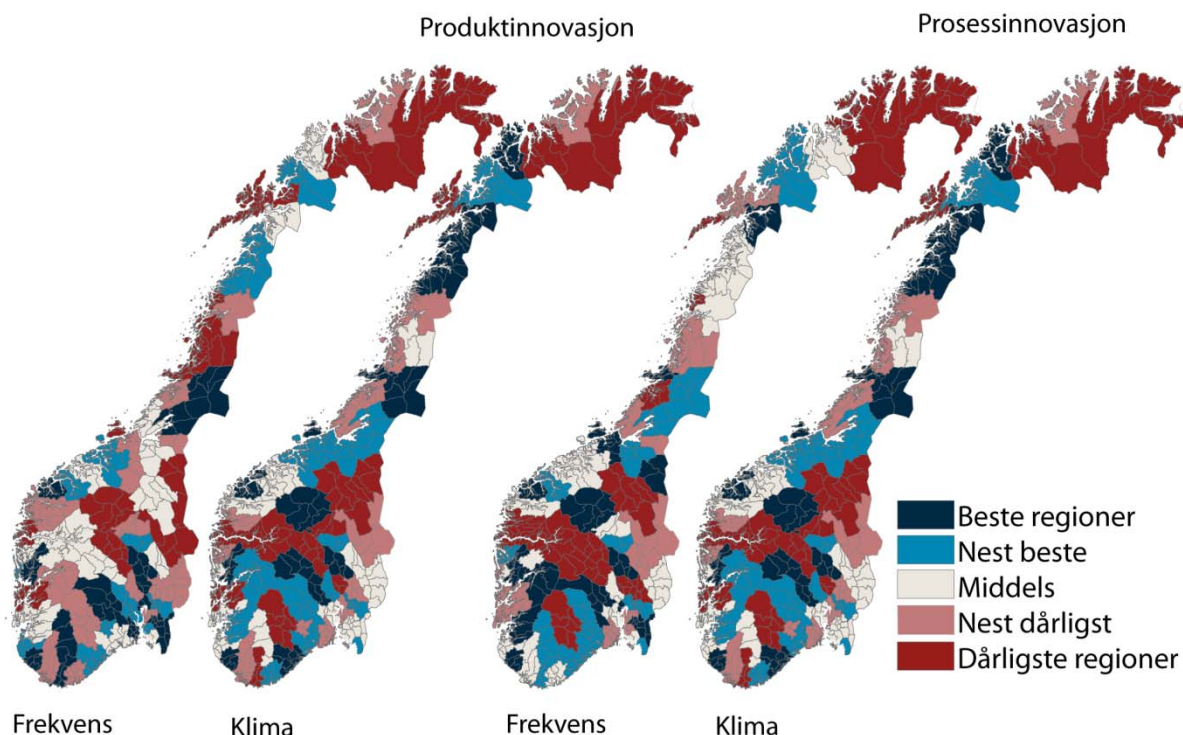 Produktinnovasjon
Prosessinnovasjon
Beste regioner
Nest beste
Middels
Nest dårligst
Dårligste regioner
Frekvens
Klima
Frekvens
Klima